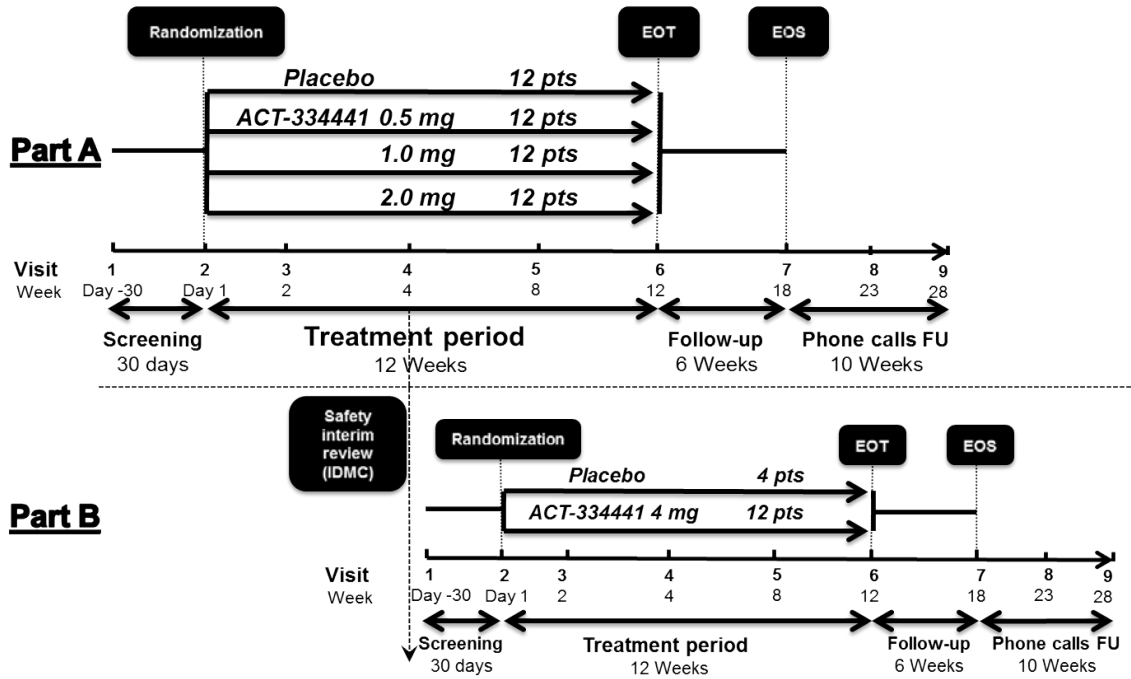 Randomization EOT EOS
Placebo 12 pts
ACT-334441 0.5 mg 12 pts
Part A
1.0 mg 12 pts
2.0 mg 12 pts
Visit 1 2 3 4 5 6 7 8 9
Week Day -30 Day 1 2 4 8 12 18 23 28
Screening Treatment period Follow-up Phone calls FU
30 days 12 Weeks 6 Weeks 10 Weeks
Safety
interim
review
(IDMC)
Randomization EOT EOS
Placebo 4 pts
Part B
ACT-334441 4 mg 12 pts
Visit 1 2 3 4 5 6 7 8 9
Week Day -30 Day 1 2 4 8 12 18 23 28
Screening Treatment period Follow-up Phone calls FU
30 days 12 Weeks 6 Weeks 10 Weeks